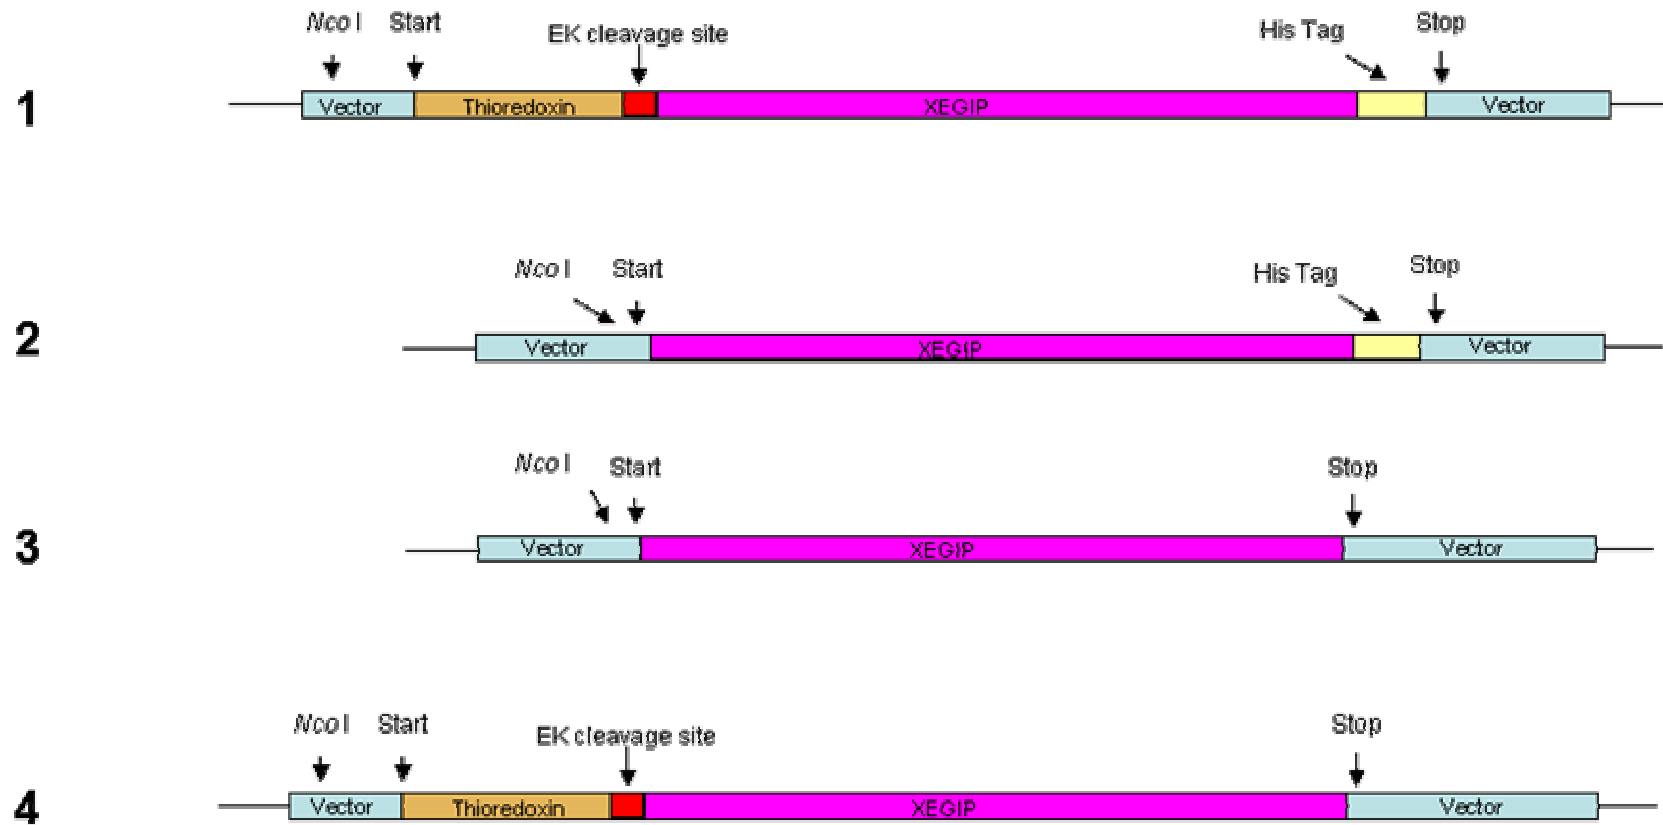 Nco I Start EK cleavage site His Tag Stop
1 Vector Thioredoxin XEGIP Vector
Nco I Start His Tag Stop
2 Vector XEGIP Vector
Nco I Start Stop
3 Vector XEGIP Vector
Nco I Start EK cleavage site Stop
4 Vector Thioredoxin XEGIP Vector